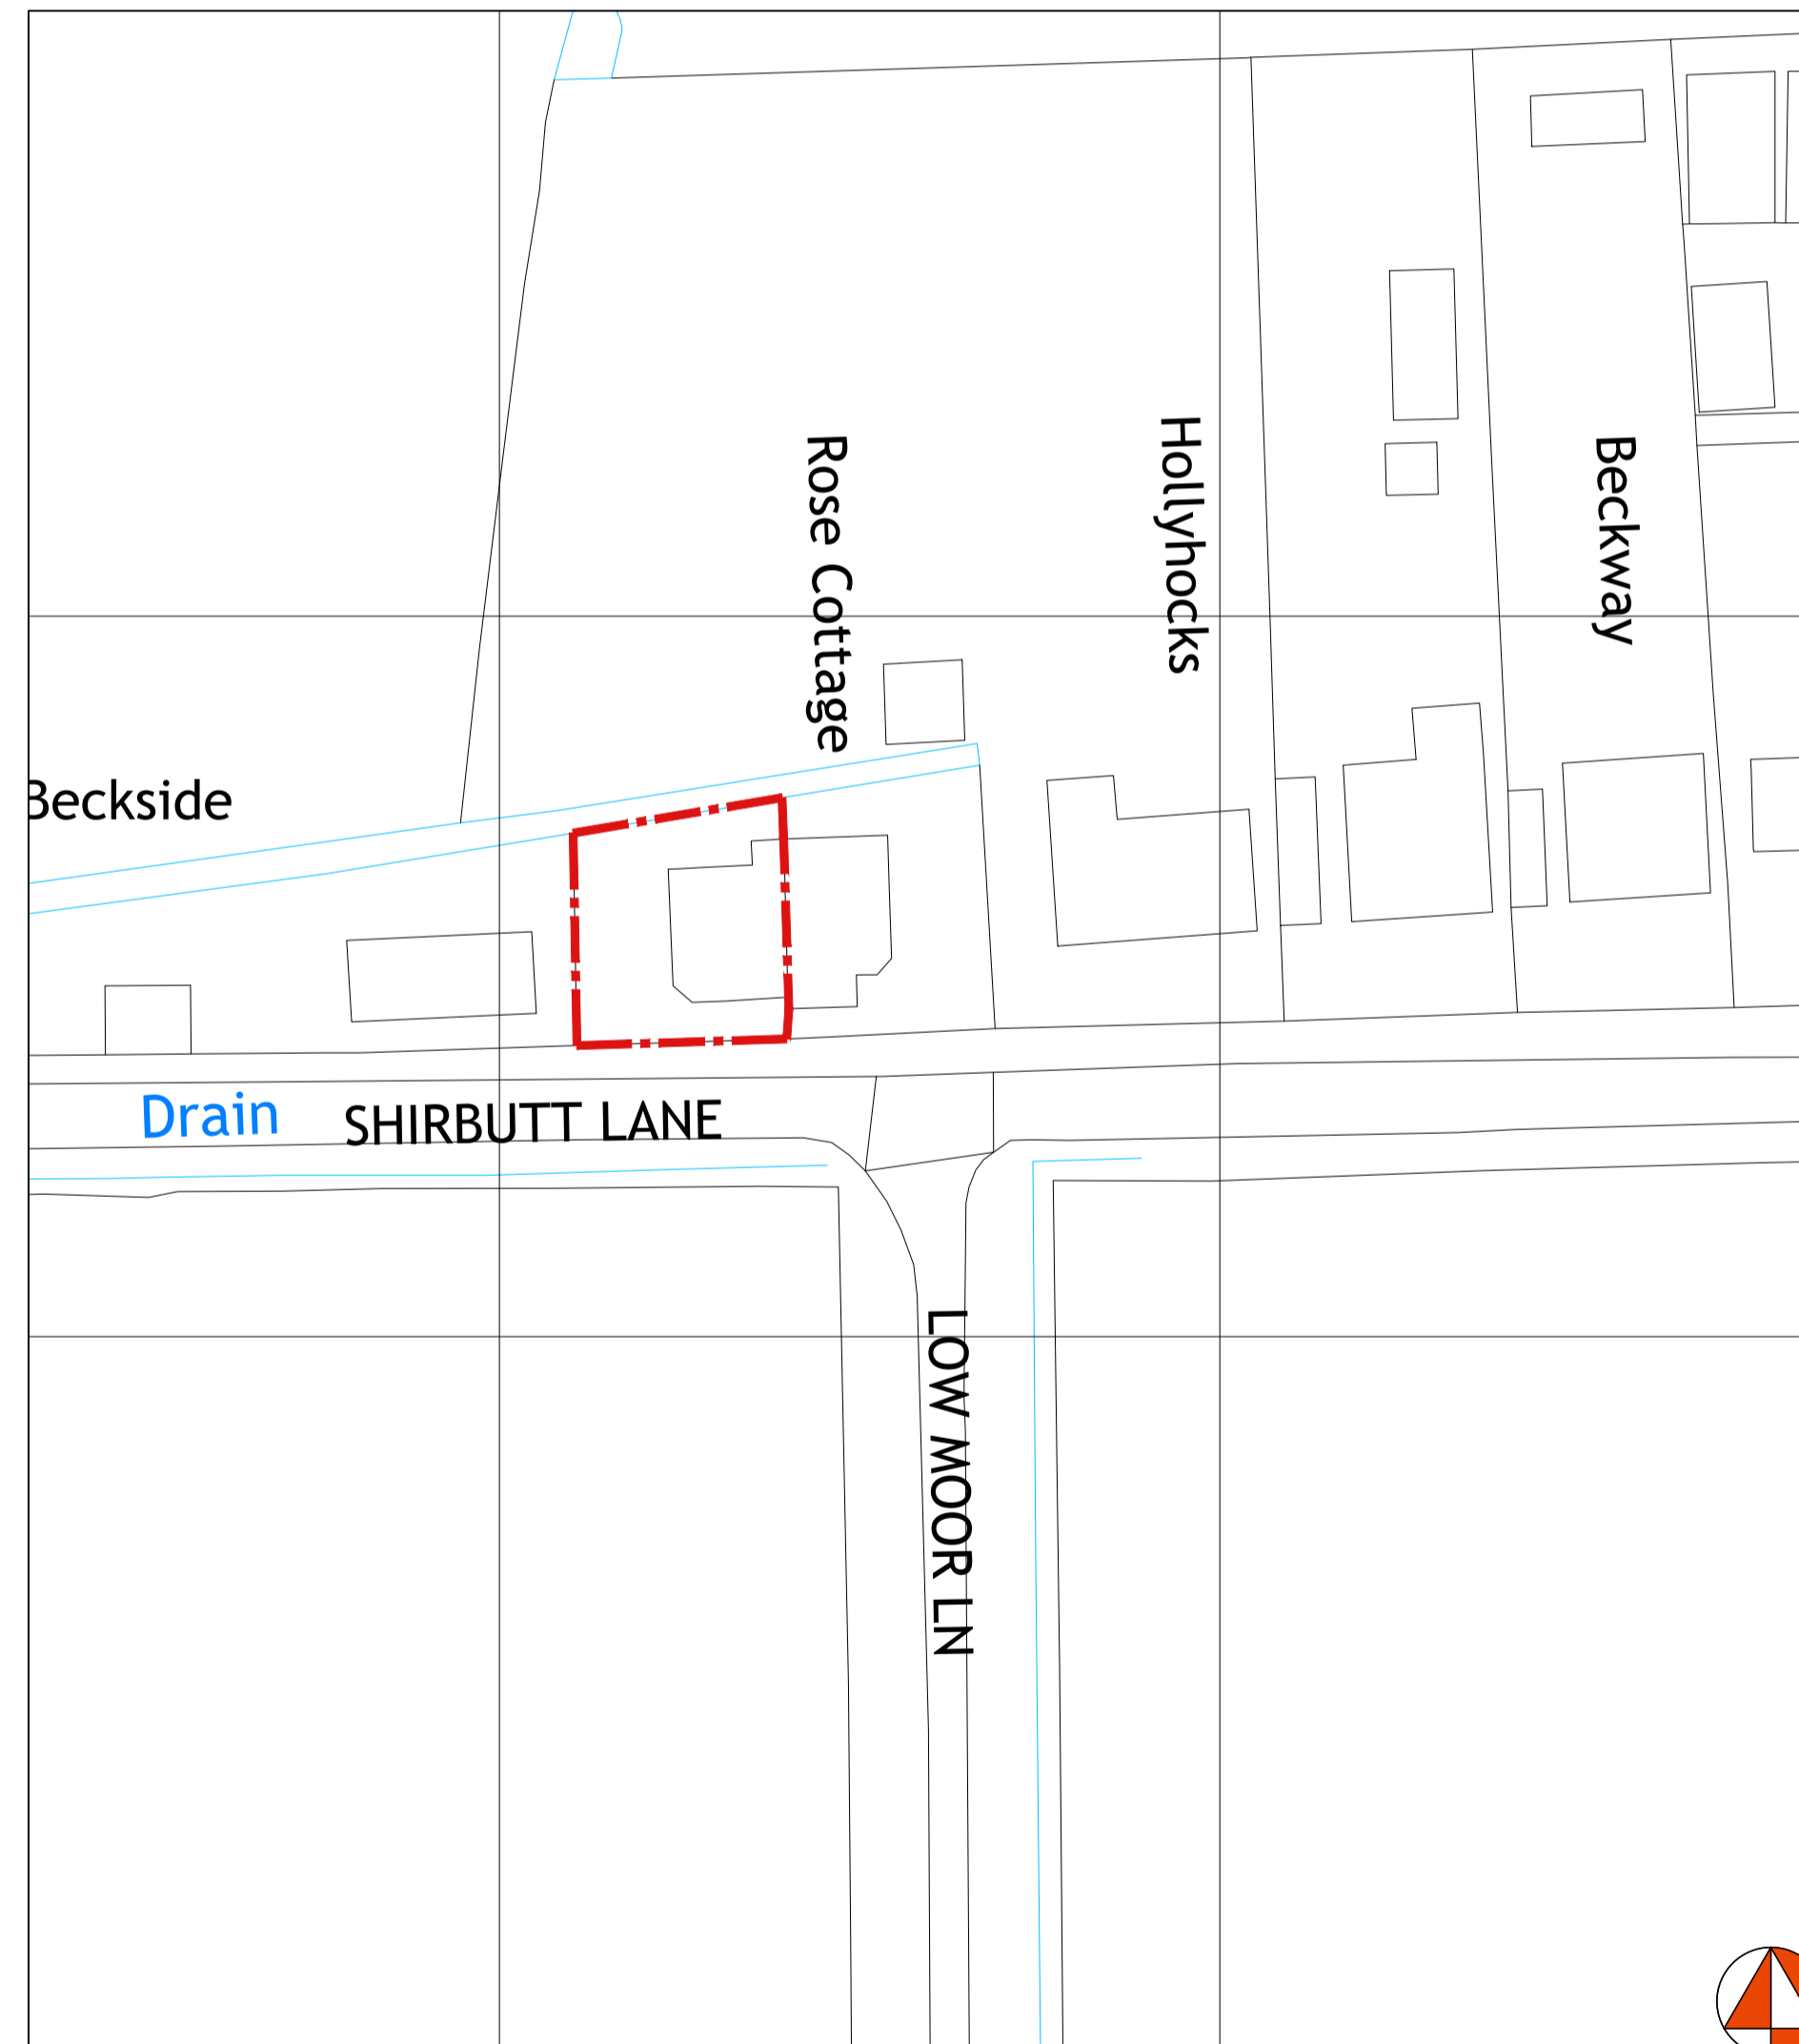 Rose Cottage
Hollyhocks
Beckway
Beckside
Drain
SHIRBUTT LANE
LOW MOOR LN